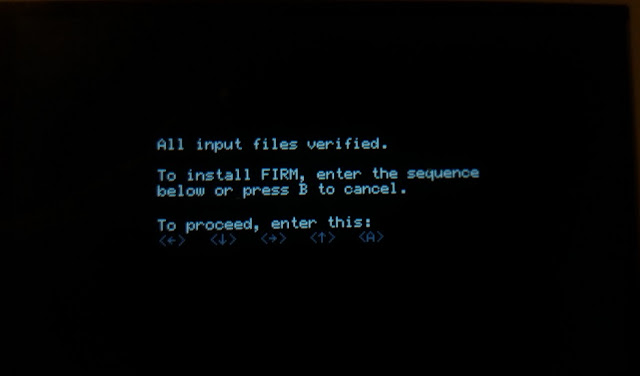 All input files verified.
To install FIRM, enter the sequence
below or press B to cancel.
To proceed, enter this:
<←> <↓> <→> <↑> <A>